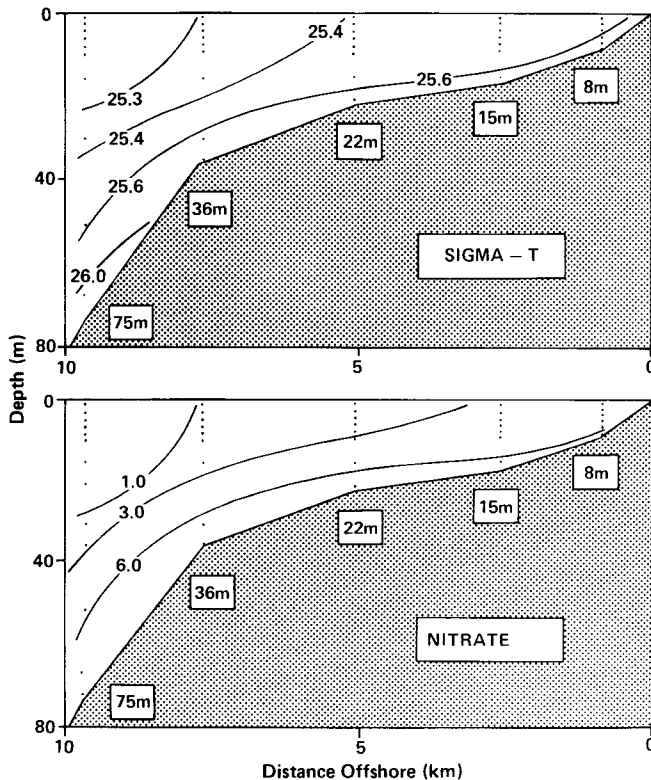 0
25.4
25.3
25.6
8m
25.4
15m
22m
40
25.6
36m
SIGMA – T
26.0
75m
80
10
5
0
Depth (m)
0
8m
1.0
15m
3.0
22m
40
6.0
36m
NITRATE
75m
80
10
5
0
Distance Offshore (km)